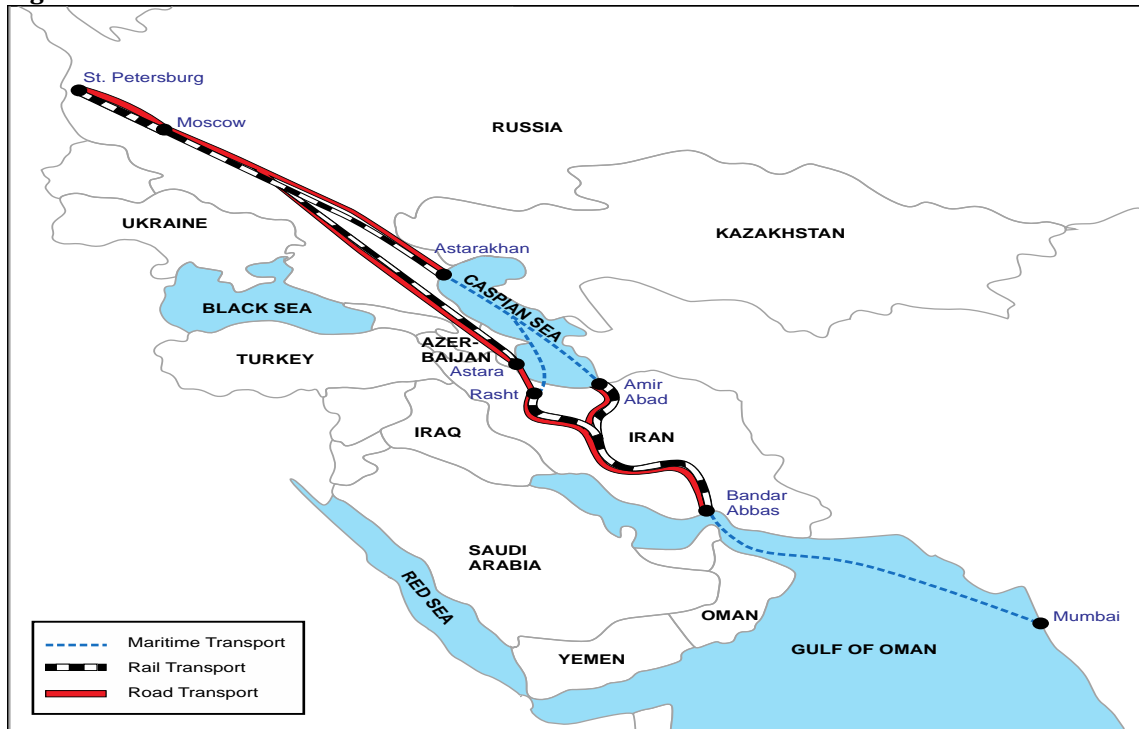 St. Petersburg
Moscow
RUSSIA
UKRAINE
KAZAKHSTAN
Astarakhan
CASPIAN SEA
BLACK SEA
AZER-
BAIJAN
TURKEY
Astara
Rasht
Amir
Abad
IRAQ
IRAN
Bandar
Abbas
SAUDI
ARABIA
RED SEA
OMAN
Mumbai
GULF OF OMAN
YEMEN
Maritime Transport
Rail Transport
Road Transport